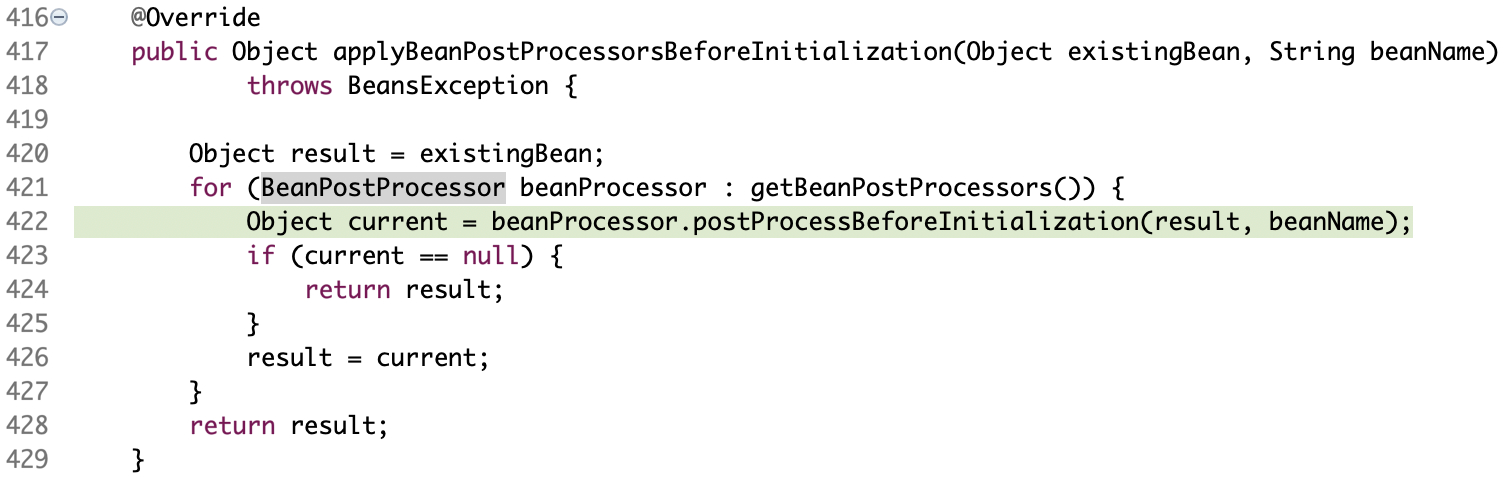 416 @Override
417 public Object applyBeanPostProcessorsBeforeInitialization(Object existingBean, String beanName)
418 throws BeansException {
419
420 Object result = existingBean;
421 for (BeanPostProcessor beanProcessor : getBeanPostProcessors()) {
422 Object current = beanProcessor.postProcessBeforeInitialization(result, beanName);
423 if (current == null) {
424 return result;
425 }
426 result = current;
427 }
428 return result;
429 }